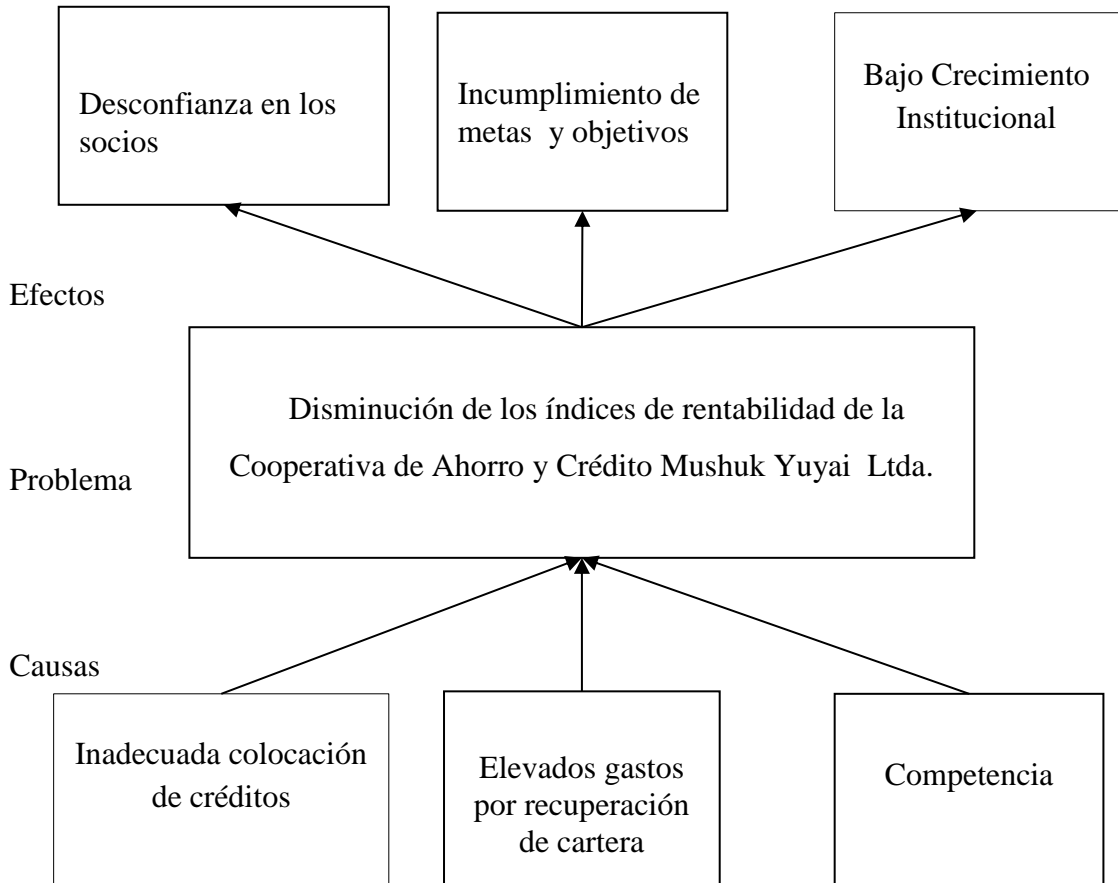 Desconfianza en los
socios
Incumplimiento de
metas y objetivos
Bajo Crecimiento
Institucional
Efectos
Disminución de los índices de rentabilidad de la
Cooperativa de Ahorro y Crédito Mushuk Yuyai Ltda.
Problema
Causas
Inadecuada colocación
de créditos
Elevados gastos
por recuperación
de cartera
Competencia